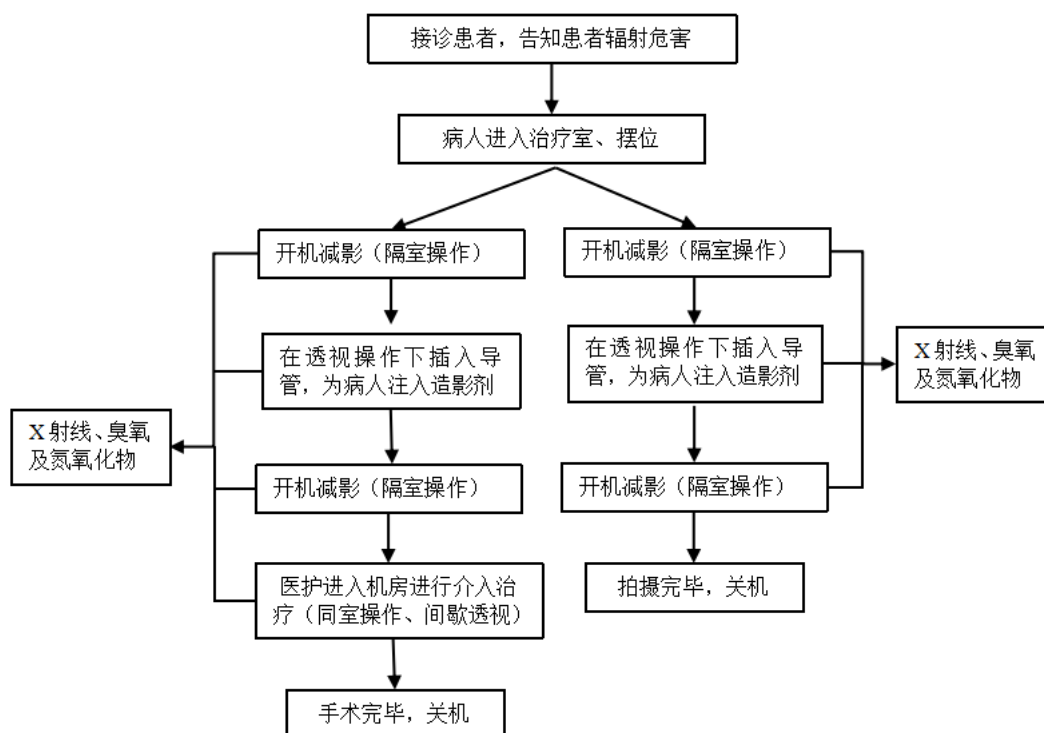 接诊患者，告知患者辐射危害
病人进入治疗室、摆位
开机减影（隔室操作）
开机减影（隔室操作）
在透视操作下插入导
管，为病人注入造影剂
在透视操作下插入导
管，为病人注入造影剂
X 射线、臭氧
及氮氧化物
X 射线、臭氧
及氮氧化物
开机减影（隔室操作）
开机减影（隔室操作）
医护进入机房进行介入治
疗（同室操作、间歇透视）
拍摄完毕，关机
手术完毕，关机